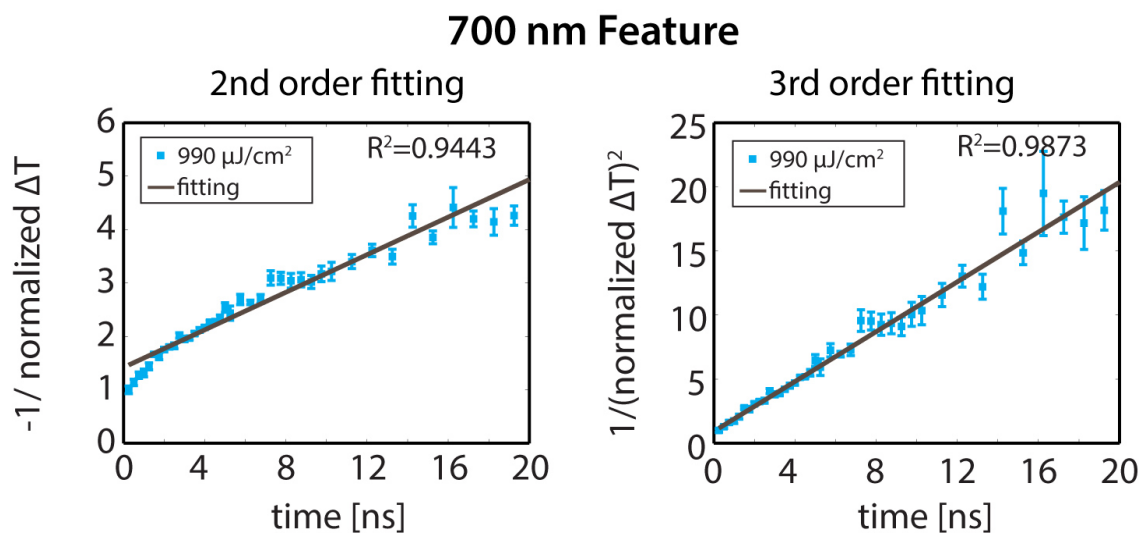 700 nm Feature
2nd order fitting
-1/ normalized ΔT
6
5
4
3
2
1
0
990 μJ/cm²
fitting
R²=0.9443
0 4 8 12 16 20
time [ns]
3rd order fitting
1/(normalized ΔT)²
25
20
15
10
5
0
990 μJ/cm²
fitting
R²=0.9873
0 4 8 12 16 20
time [ns]